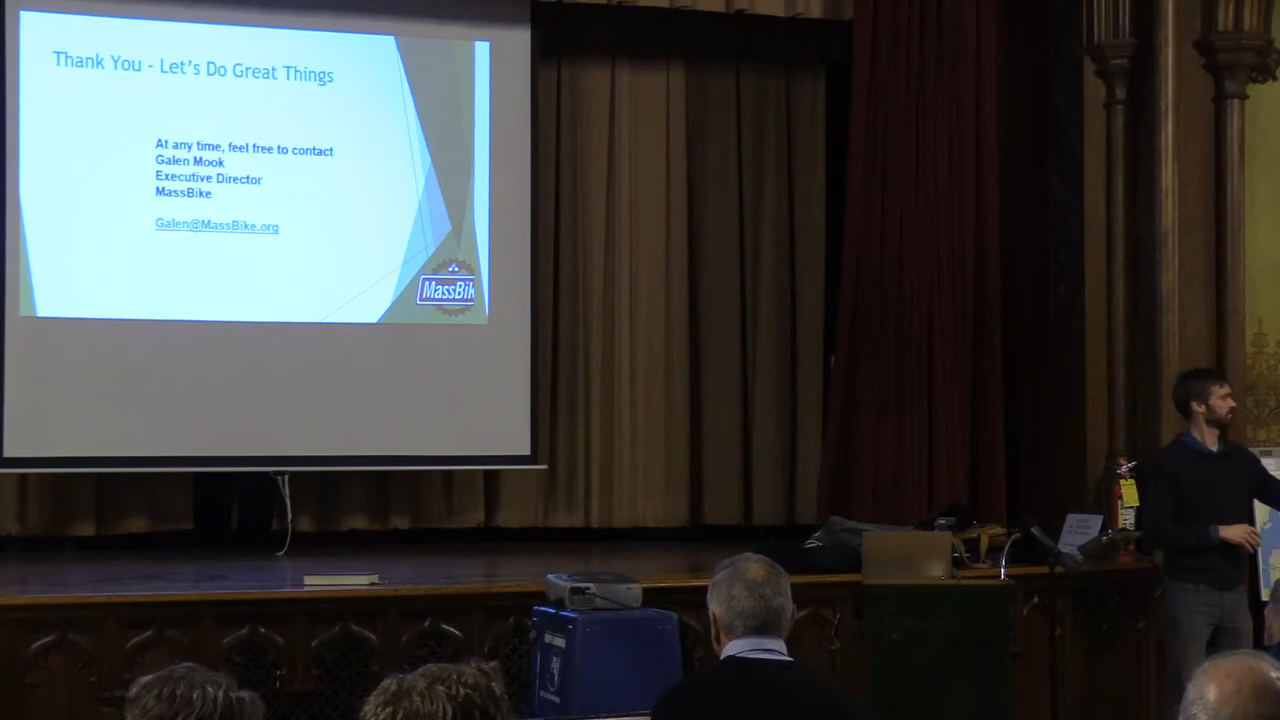 Thank You - Let's Do Great Things
At any time, feel free to contact
Galen Mook
Executive Director
MassBike
Galen@MassBike.org
MassBik